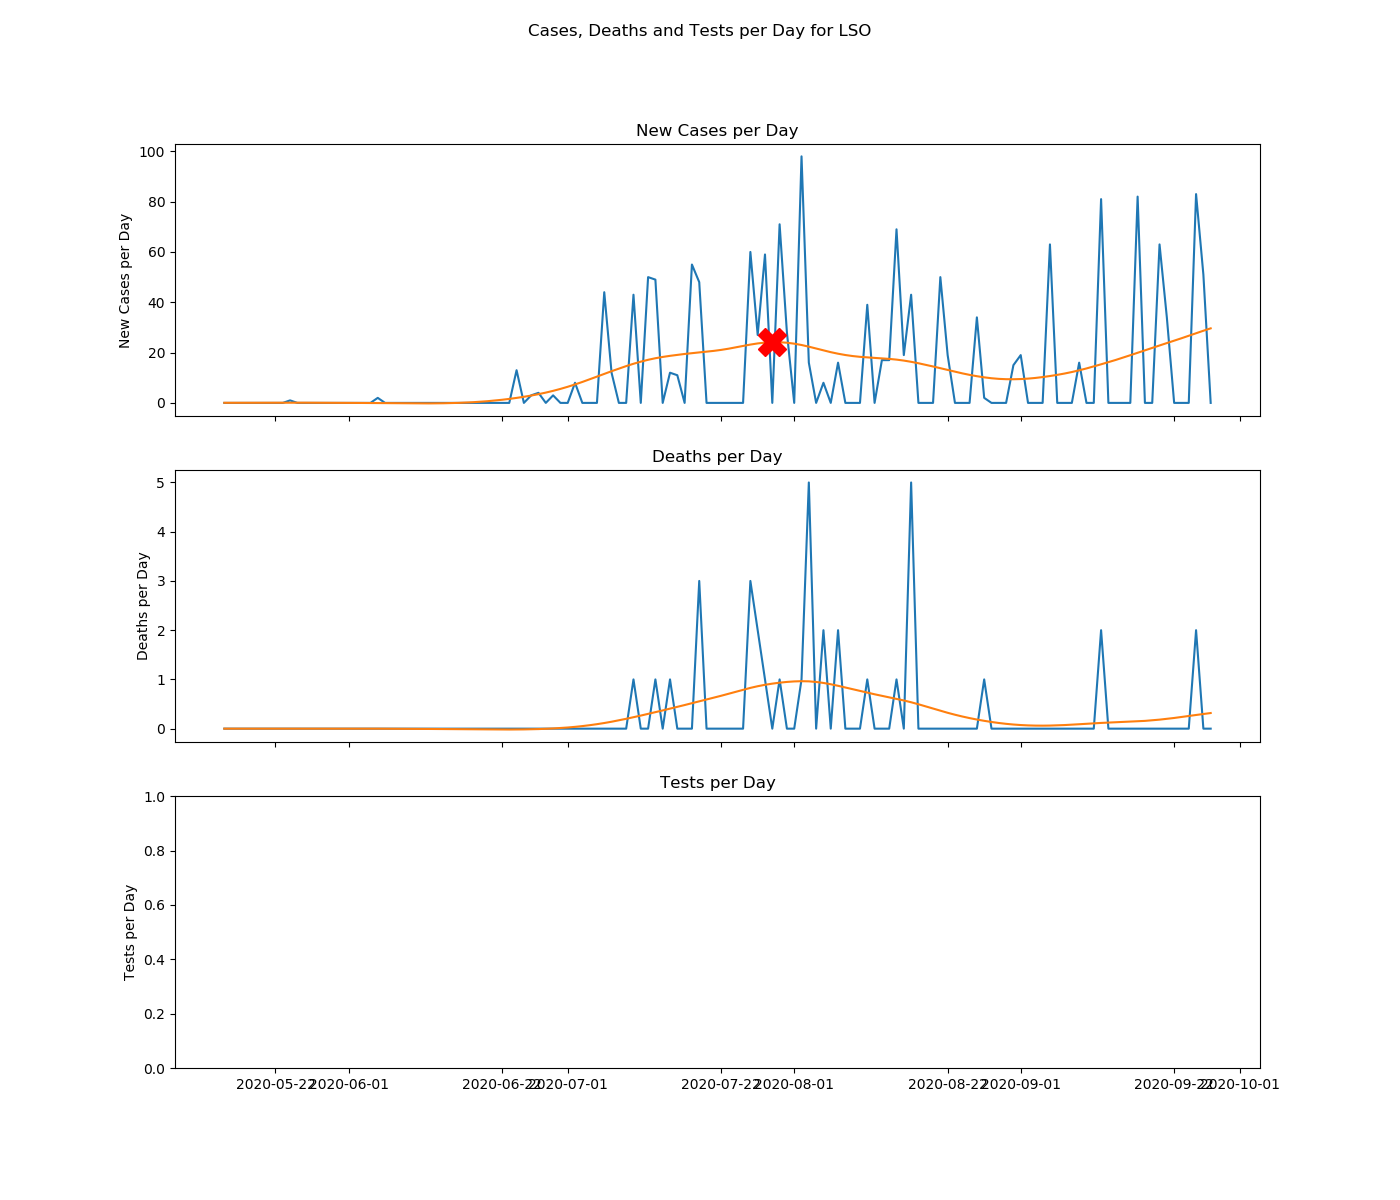 Cases, Deaths and Tests per Day for LSO
New Cases per Day
New Cases per Day
100
80
60
40
20
0
Deaths per Day
Deaths per Day
5
4
3
2
1
0
Tests per Day
Tests per Day
1.0
0.8
0.6
0.4
0.2
0.0
2020-05-22 2020-06-01 2020-06-22 2020-07-01 2020-07-22 2020-08-01 2020-08-22 2020-09-01 2020-09-22 2020-10-01